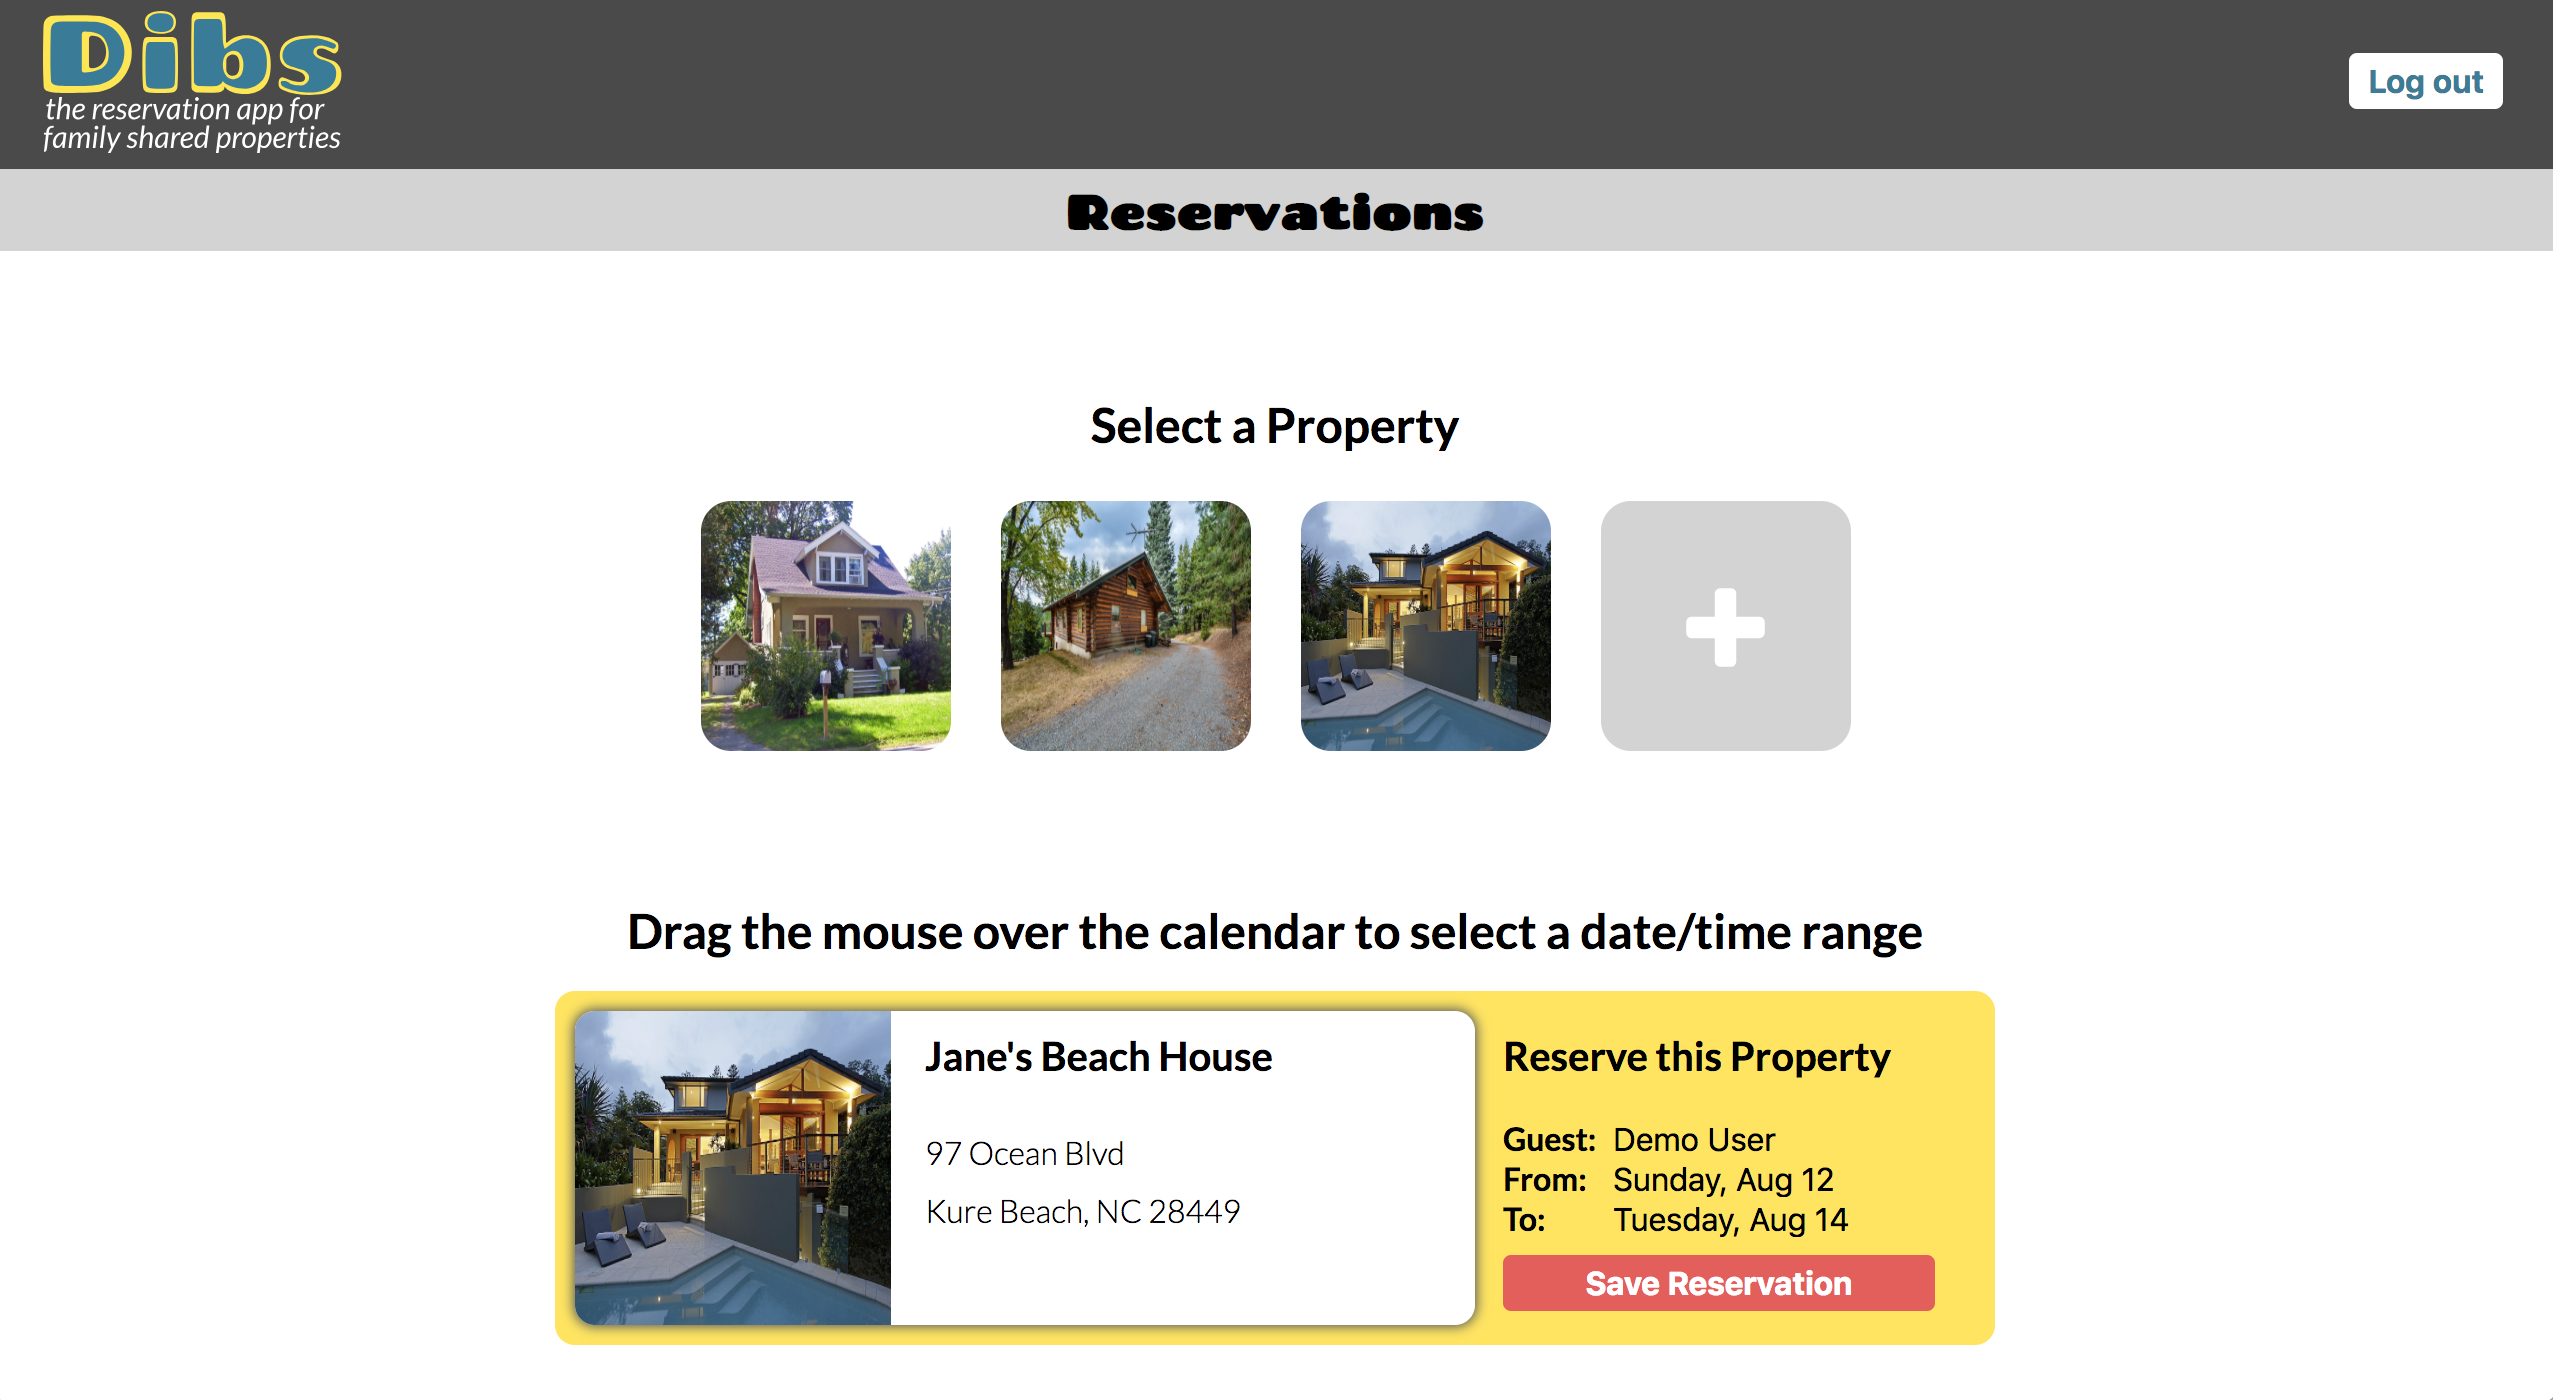 Dibs
the reservation app for
family shared properties
Log out
Reservations
Select a Property
Drag the mouse over the calendar to select a date/time range
Jane's Beach House
97 Ocean Blvd
Kure Beach, NC 28449
Reserve this Property
Guest: Demo User
From: Sunday, Aug 12
To: Tuesday, Aug 14
Save Reservation